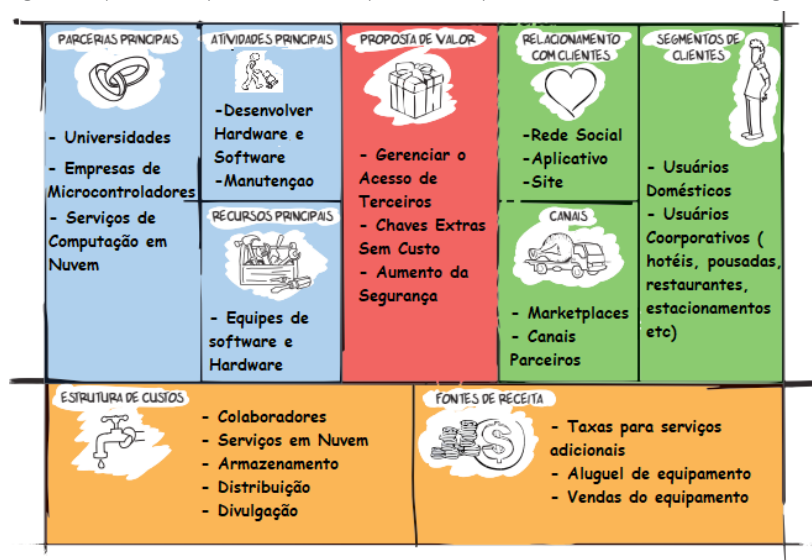 PARCERIAS PRINCIPAIS
- Universidades
- Empresas de
Microcontroladores
- Serviços de
Computação em
Nuvem
ATIVIDADES PRINCIPAIS
-Desenvolver
Hardware e
Software
-Manutençao
RECURSOS PRINCIPAIS
- Equipes de
software e
Hardware
PROPOSTA DE VALOR
- Gerenciar o
Acesso de
Terceiros
- Chaves Extras
Sem Custo
- Aumento da
Segurança
RELACIONAMENTO
COM CLIENTES
-Rede Social
-Aplicativo
-Site
CANAIS
- Marketplaces
- Canais
Parceiros
SEGMENTOS DE
CLIENTES
- Usuários
Domésticos
- Usuários
Coorporativos (
hotéis, pousadas,
restaurantes,
estacionamentos
etc)
ESTRUTURA DE CUSTOS
- Colaboradores
- Serviços em Nuvem
- Armazenamento
- Distribuição
- Divulgação
FONTES DE RECEITA
- Taxas para serviços
adicionais
- Aluguel de equipamento
- Vendas do equipamento